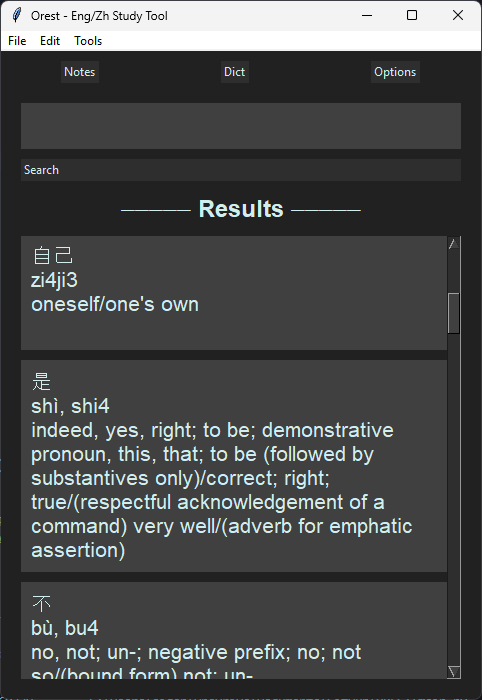 Orest - Eng/Zh Study Tool
File Edit Tools
Notes Dict Options
Search
Results
自己
zi4ji3
oneself/one's own
是
shì, shi4
indeed, yes, right; to be; demonstrative
pronoun, this, that; to be (followed by
substantives only)/correct; right;
true/(respectful acknowledgement of a
command) very well/(adverb for emphatic
assertion)
不
bù, bu4
no, not; un-; negative prefix; no; not
so/(bound form) not; un-